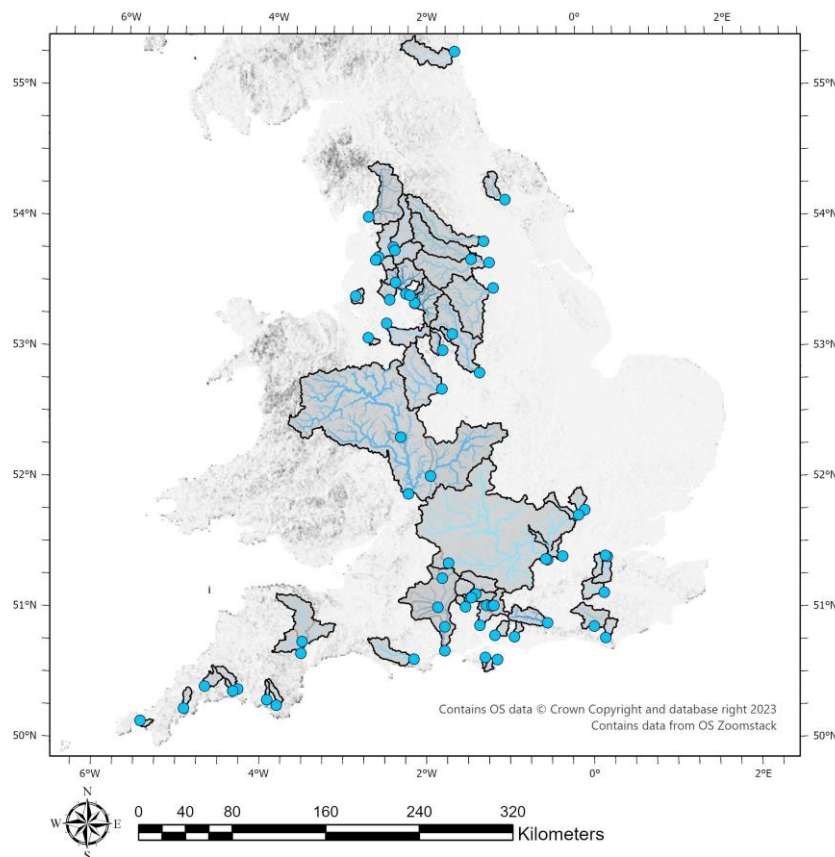 6°W 4°W 2°W 0°E 2°E
55°N 55°N
54°N 54°N
53°N 53°N
52°N 52°N
51°N 51°N
Contains OS data © Crown Copyright and database right 2023
Contains data from OS Zoomstack
50°N 50°N
6°W 4°W 2°W 0°E 2°E
N
W E
S
0 40 80 160 240 320
Kilometers